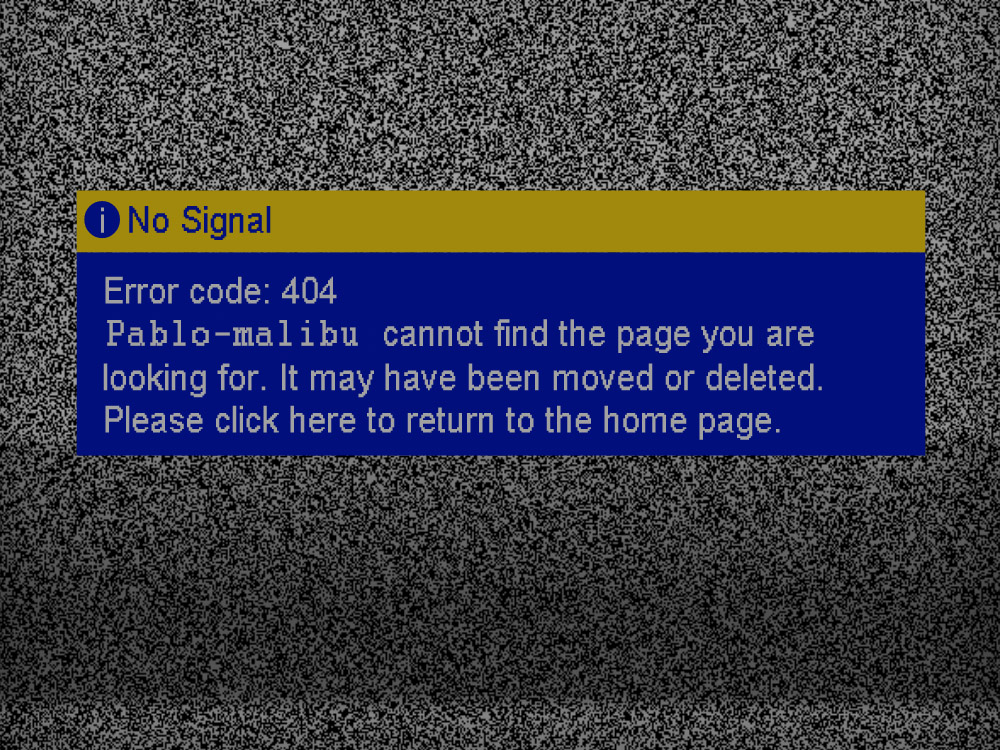 i No Signal
Error code: 404
Pablo-malibu cannot find the page you are
looking for. It may have been moved or deleted.
Please click here to return to the home page.